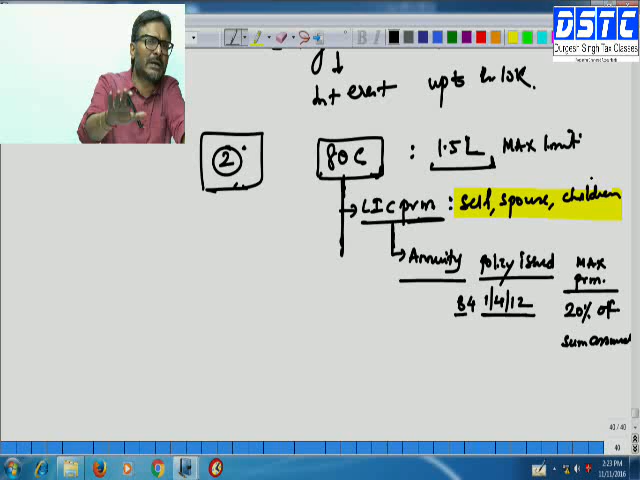 DSTC
Durgesh Singh Tax Classes
Interest upto
2
80C : 1.5L MAX limit
LIC prm : self, spouse, children
Annuity policy issued MAX prm.
B4 1/4/12 20% of
sum assured
40 / 40
2:23 PM
11/11/2016